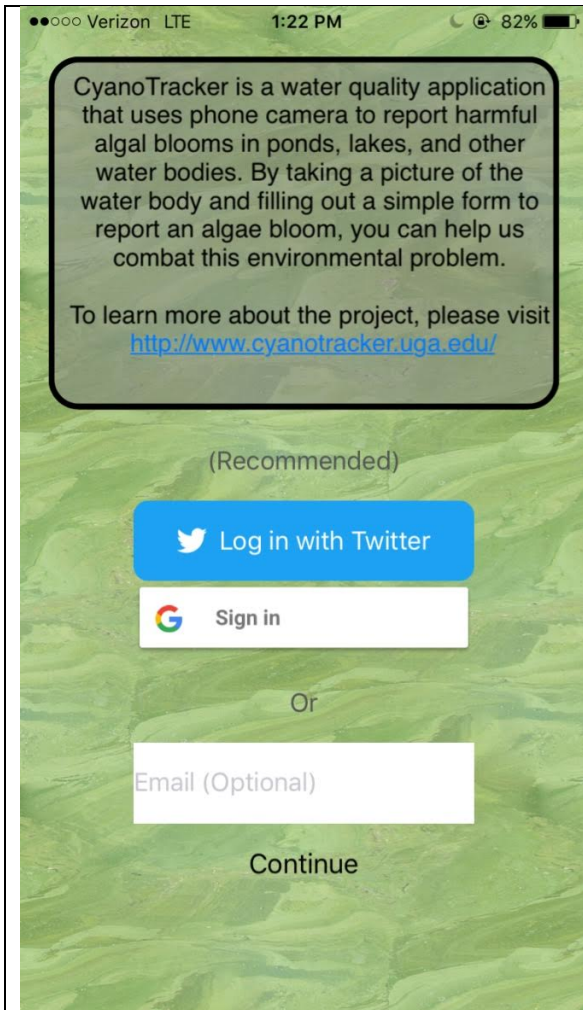 Verizon LTE 1:22 PM 82%
CyanoTracker is a water quality application
that uses phone camera to report harmful
algal blooms in ponds, lakes, and other
water bodies. By taking a picture of the
water body and filling out a simple form to
report an algae bloom, you can help us
combat this environmental problem.
To learn more about the project, please visit
http://www.cyanotracker.uga.edu/
(Recommended)
Log in with Twitter
Sign in
Or
Email (Optional)
Continue